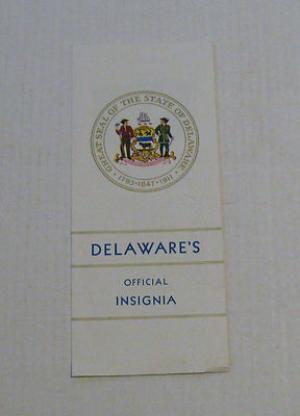 GREAT SEAL OF THE STATE OF DELAWARE
· 1793 · 1847 · 1911 ·
DELAWARE'S
OFFICIAL
INSIGNIA